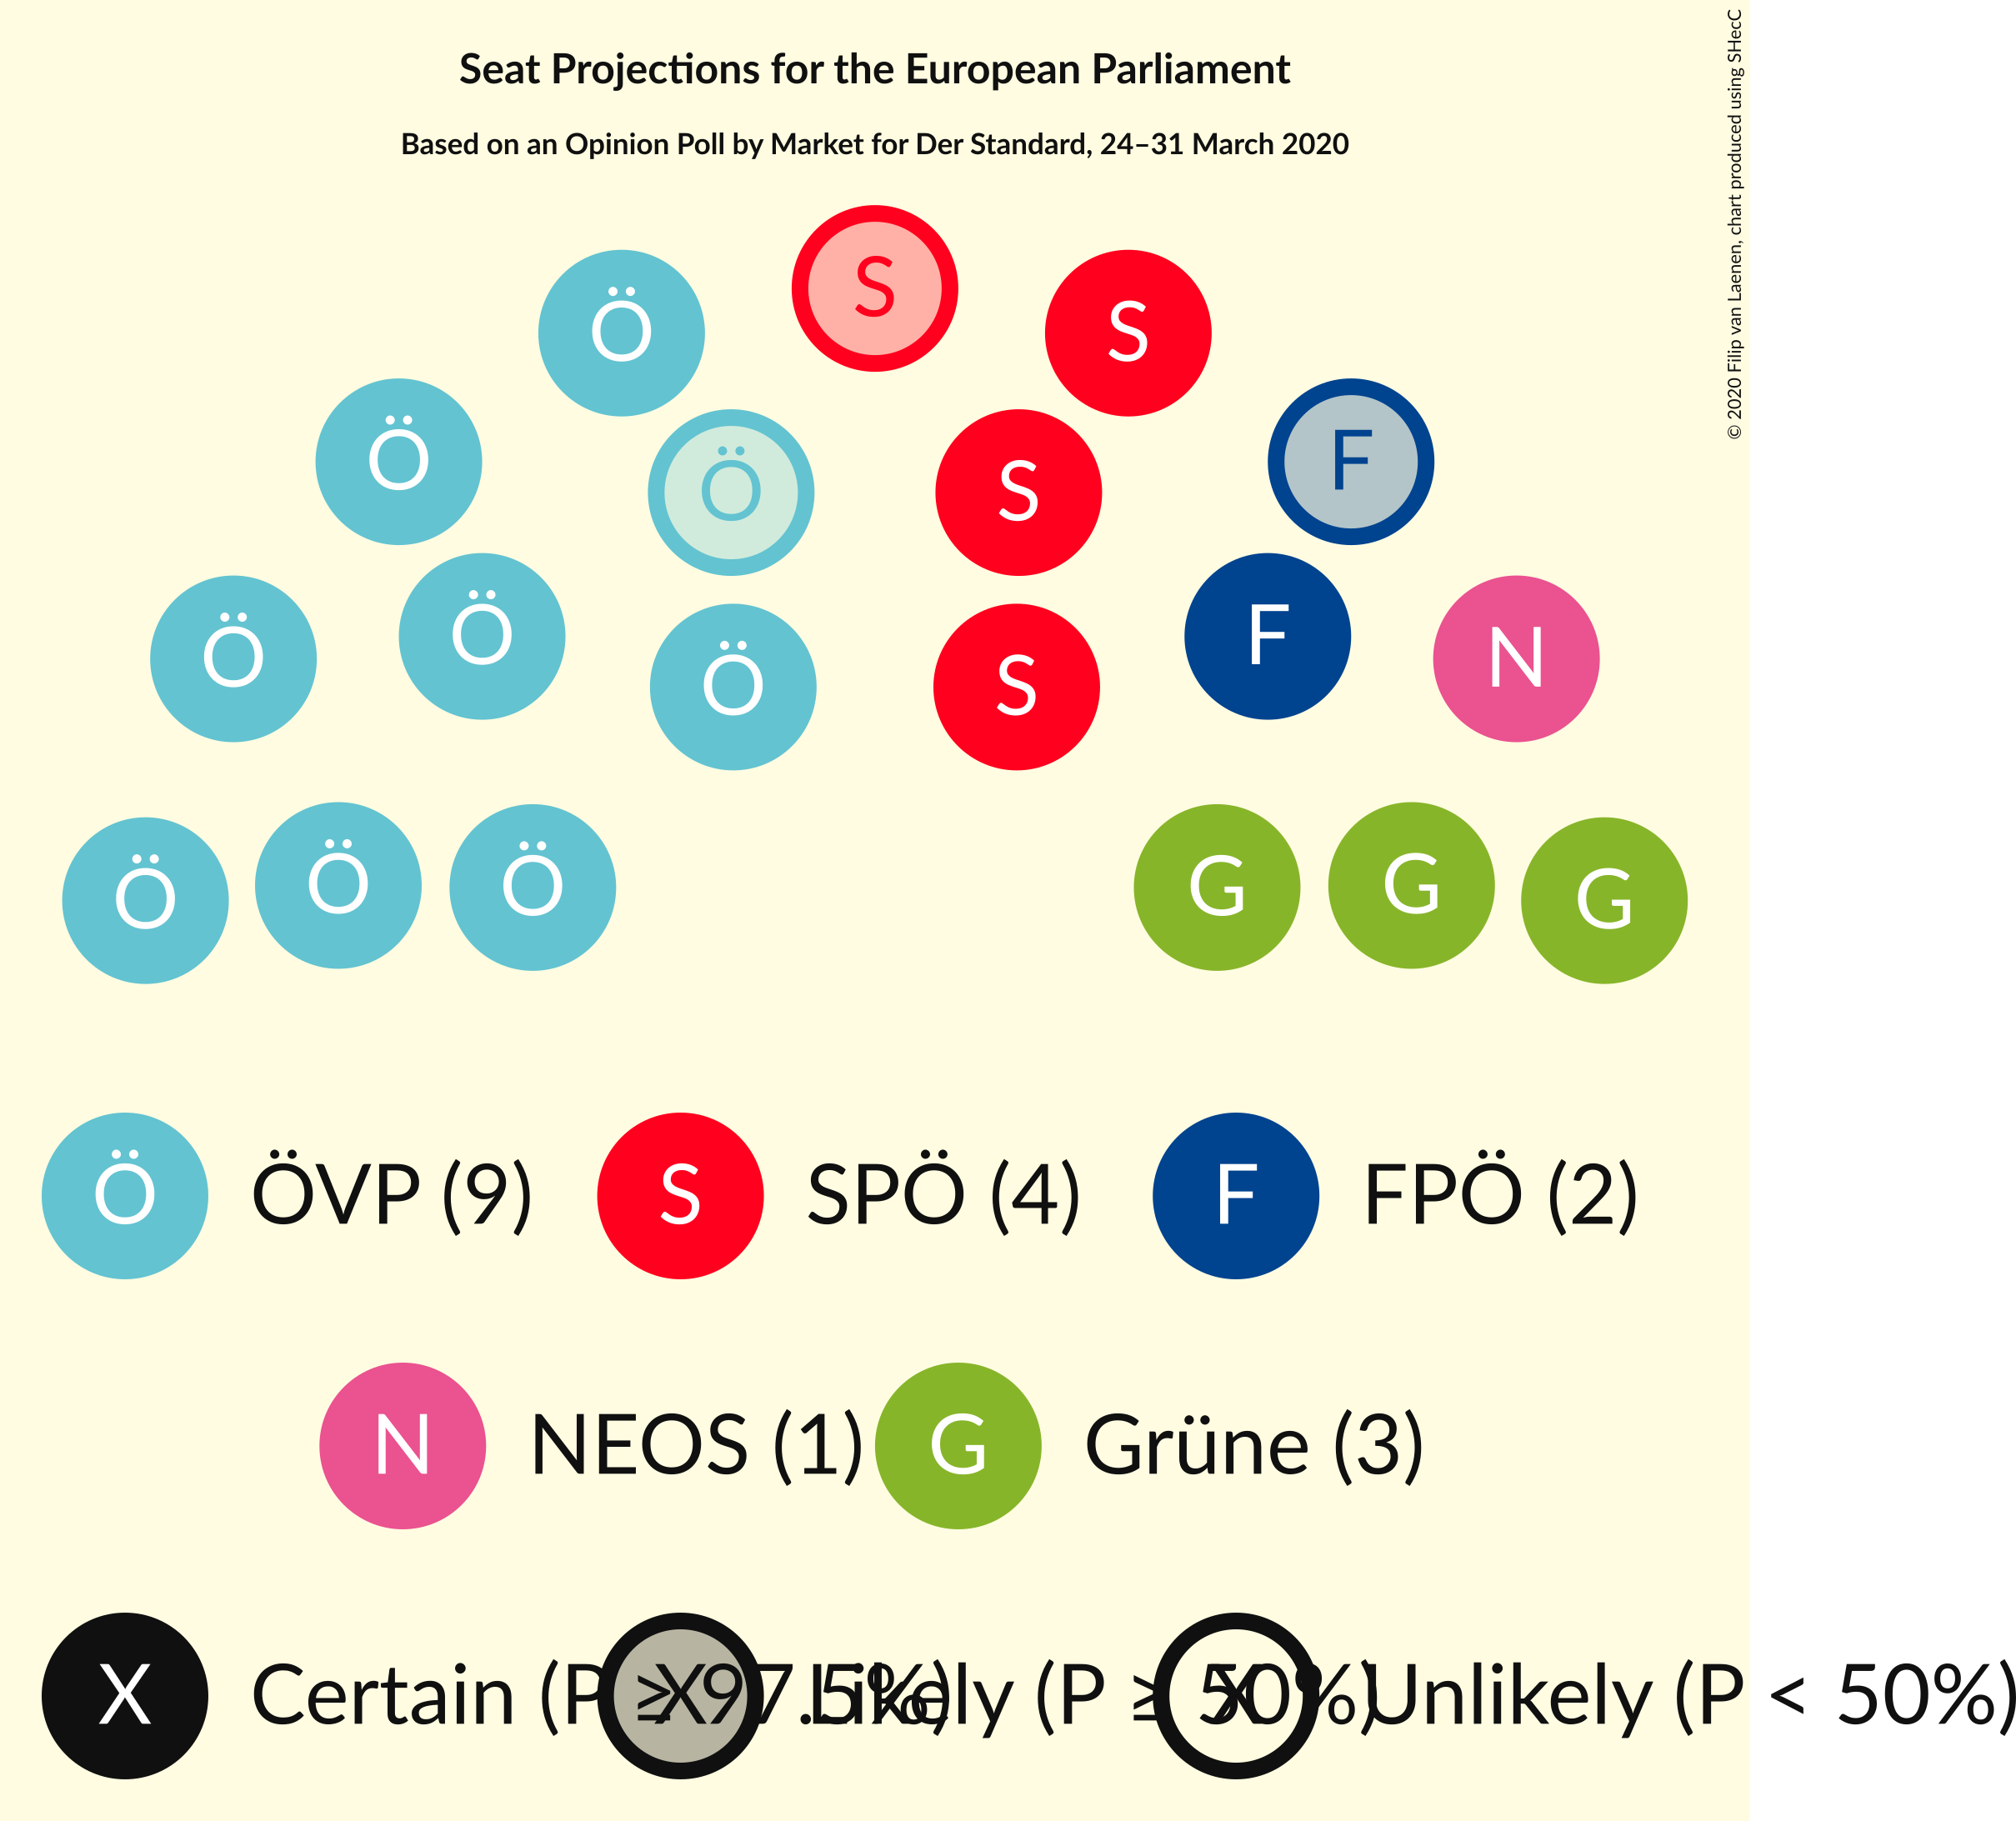 Seat Projections for the European Parliament
Based on an Opinion Poll by Market for Der Standard, 24–31 March 2020
© 2020 Filip van Laenen, chart produced using SHecC
S
Ö S
Ö F
Ö S
Ö Ö F N
Ö S
Ö Ö Ö G G G
Ö ÖVP (9) S SPÖ (4) F FPÖ (2)
N NEOS (1) G Grüne (3)
X Certain (P ≥ 97.5%) X Likely (P ≥ 50%) X Unlikely (P < 50%)